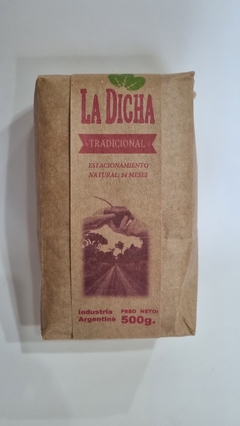 LA DICHA
TRADICIONAL
ESTACIONAMIENTO
NATURAL: 24 MESES
Industria PESO NETO:
Argentina 500g.